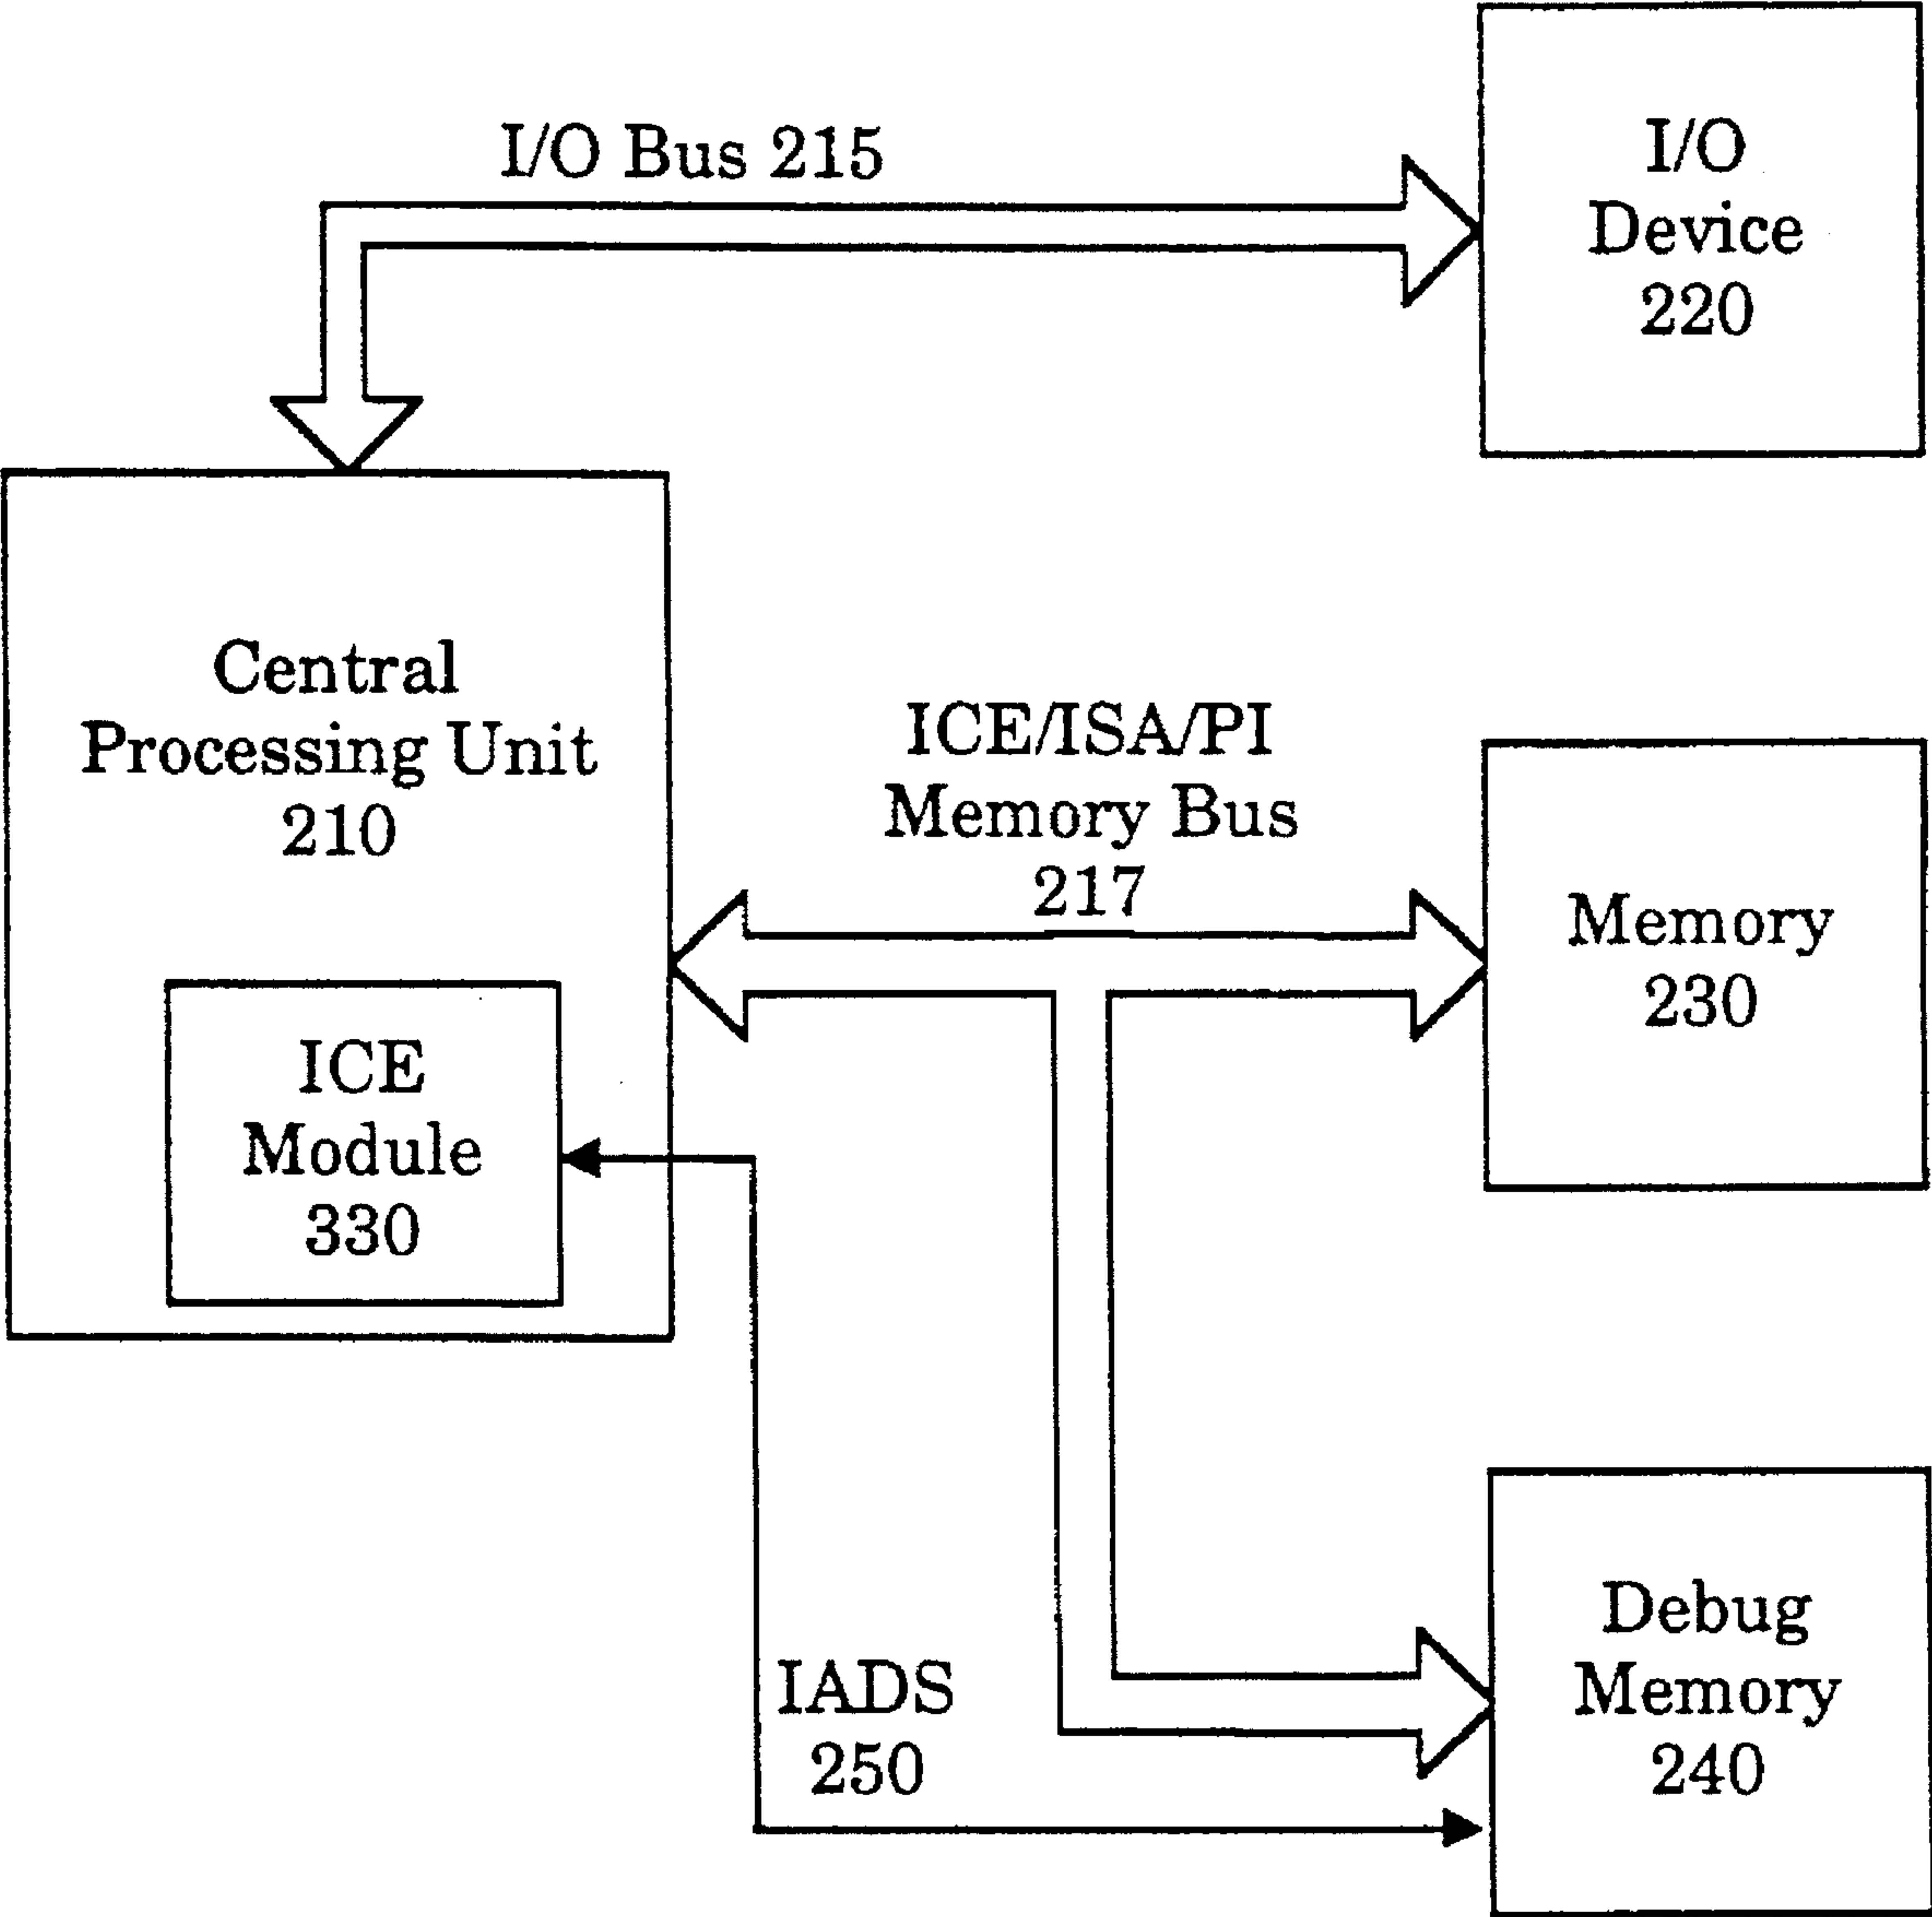 I/O Bus 215
I/O
Device
220
Central
Processing Unit
210
ICE/ISA/PI
Memory Bus
217
Memory
230
ICE
Module
330
IADS
250
Debug
Memory
240